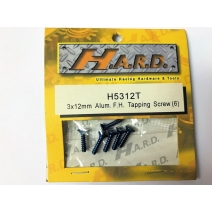 H.A.R.D.
Ultimate Racing Hardware & Tools
H5312T
3x12mm Alum. F.H. Tapping Screw (6)